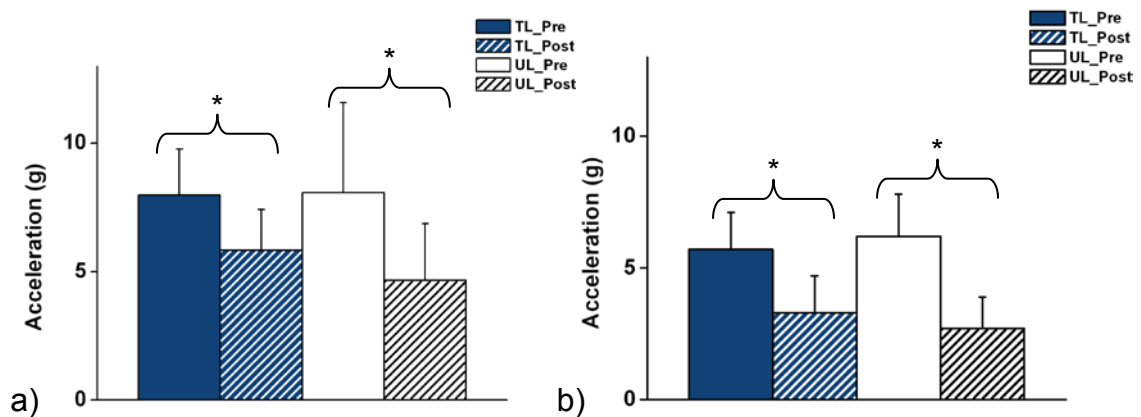 TL_Pre
TL_Post
UL_Pre
UL_Post
*
*
10
5
0
Acceleration (g)
a)
TL_Pre
TL_Post
UL_Pre
UL_Post
*
*
10
5
0
Acceleration (g)
b)